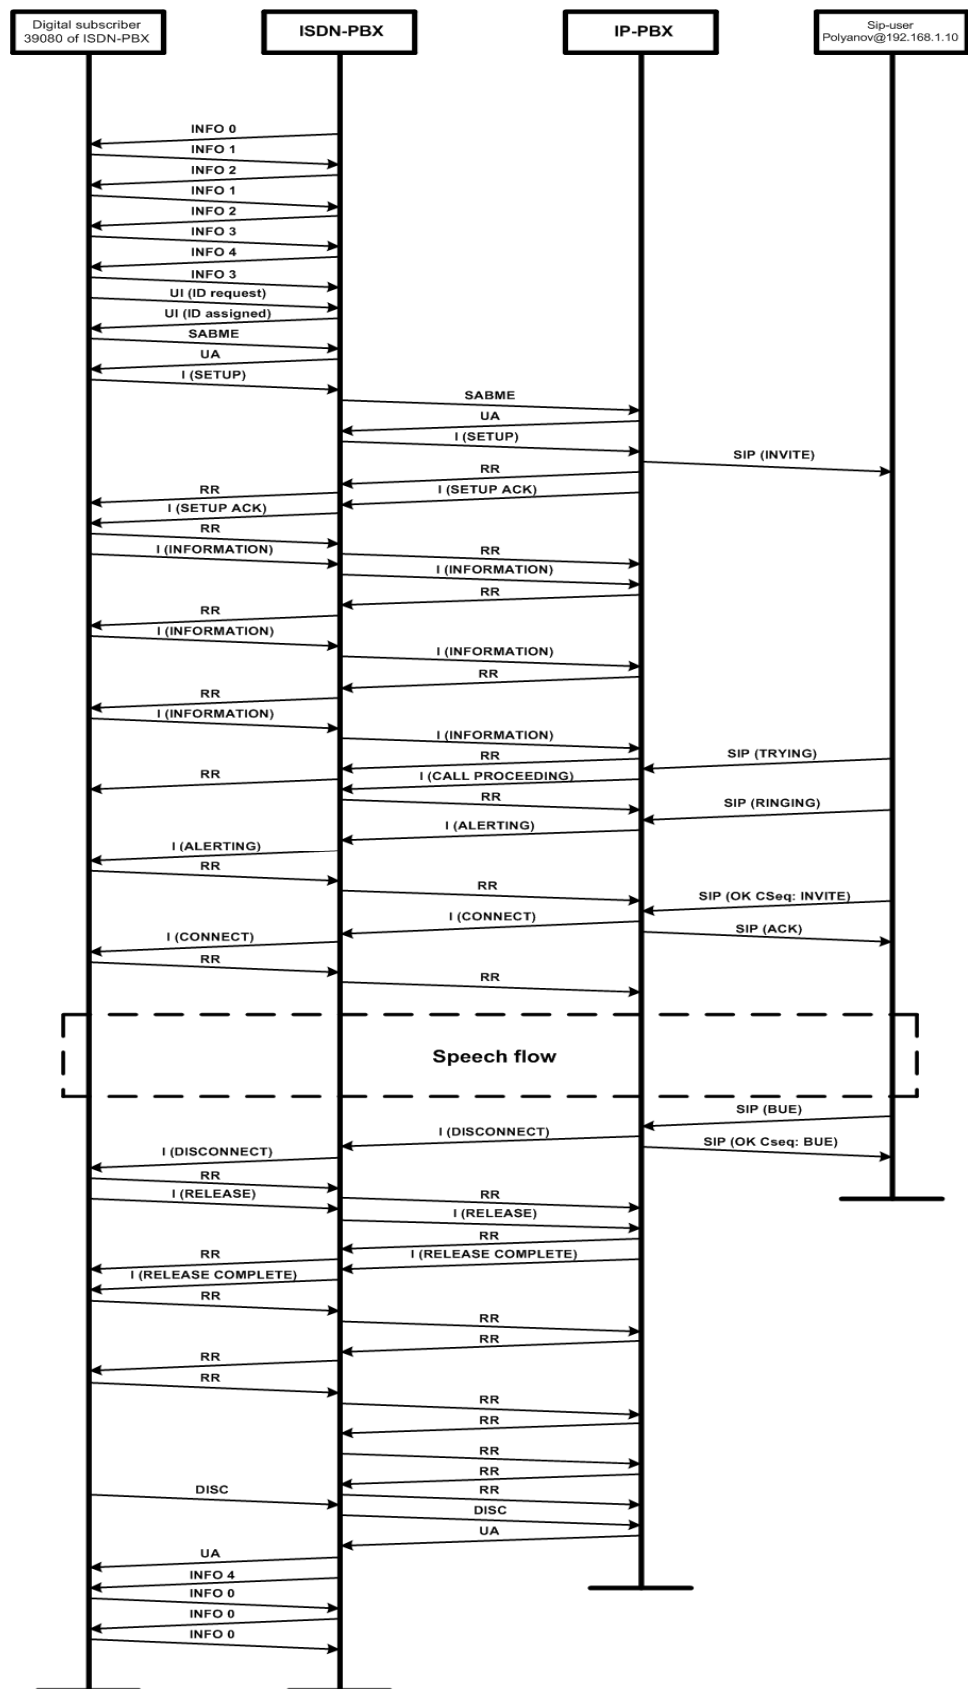 Digital subscriber
39080 of ISDN-PBX
ISDN-PBX
IP-PBX
Sip-user
Polyanov@192.168.1.10
INFO 0
INFO 1
INFO 2
INFO 1
INFO 2
INFO 3
INFO 4
INFO 3
UI (ID request)
UI (ID assigned)
SABME
UA
I (SETUP)
SABME
UA
I (SETUP)
SIP (INVITE)
RR
RR
I (SETUP ACK)
I (SETUP ACK)
RR
I (INFORMATION)
RR
I (INFORMATION)
RR
RR
I (INFORMATION)
I (INFORMATION)
RR
RR
I (INFORMATION)
I (INFORMATION)
SIP (TRYING)
RR
RR
I (CALL PROCEEDING)
RR
SIP (RINGING)
I (ALERTING)
I (ALERTING)
RR
RR
SIP (OK CSeq: INVITE)
I (CONNECT)
SIP (ACK)
I (CONNECT)
RR
RR
Speech flow
SIP (BUE)
I (DISCONNECT)
SIP (OK Cseq: BUE)
I (DISCONNECT)
RR
I (RELEASE)
RR
I (RELEASE)
RR
RR
I (RELEASE COMPLETE)
I (RELEASE COMPLETE)
RR
RR
RR
RR
RR
RR
RR
RR
RR
DISC
RR
DISC
UA
UA
INFO 4
INFO 0
INFO 0
INFO 0